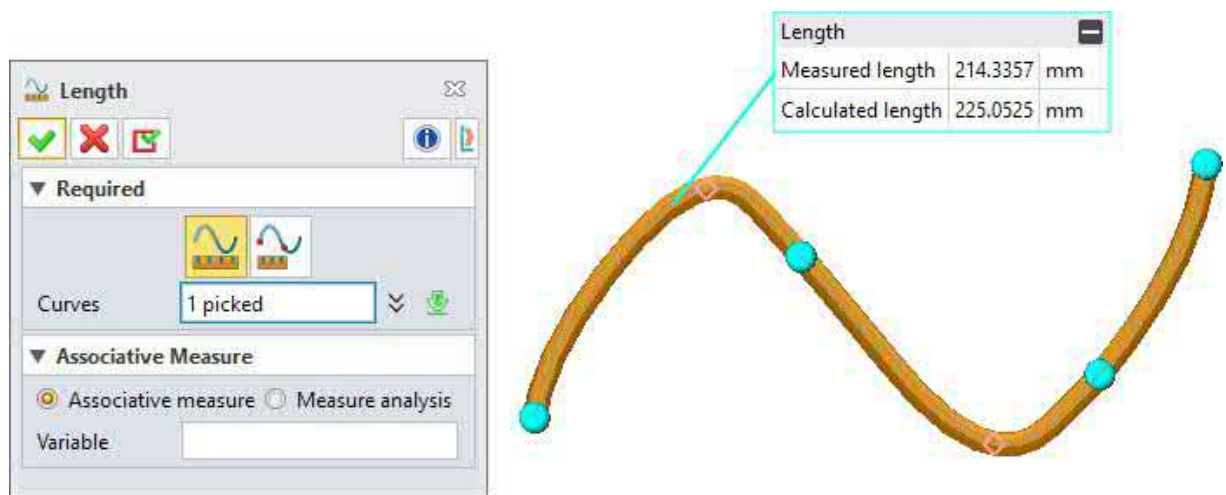 Length
Required
Curves 1 picked
Associative Measure
Associative measure Measure analysis
Variable
Length
Measured length 214.3357 mm
Calculated length 225.0525 mm